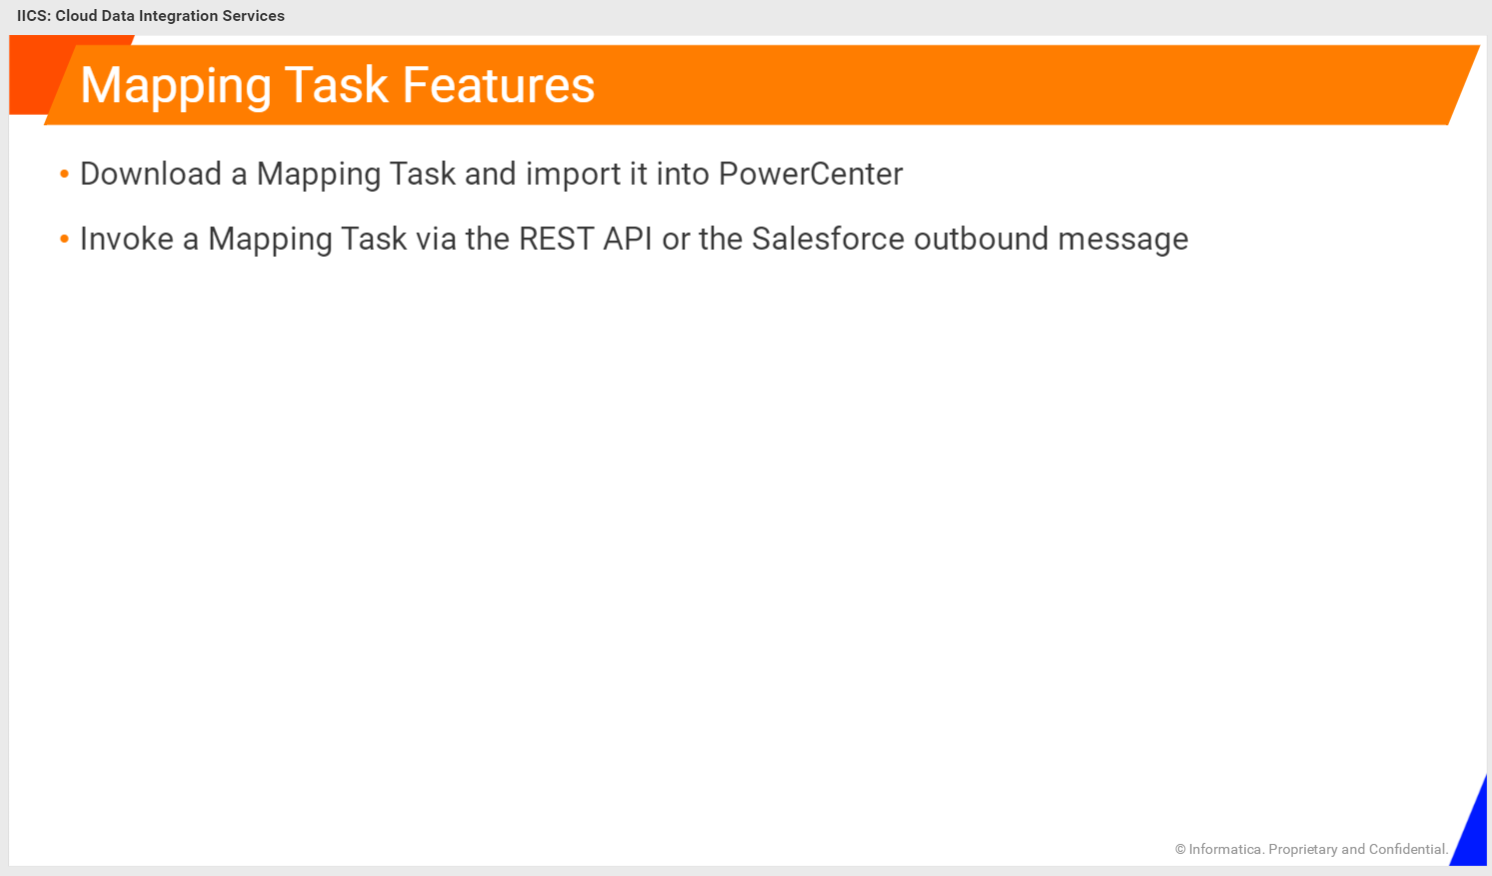 IICS: Cloud Data Integration Services
Mapping Task Features
• Download a Mapping Task and import it into PowerCenter
• Invoke a Mapping Task via the REST API or the Salesforce outbound message
© Informatica. Proprietary and Confidential.